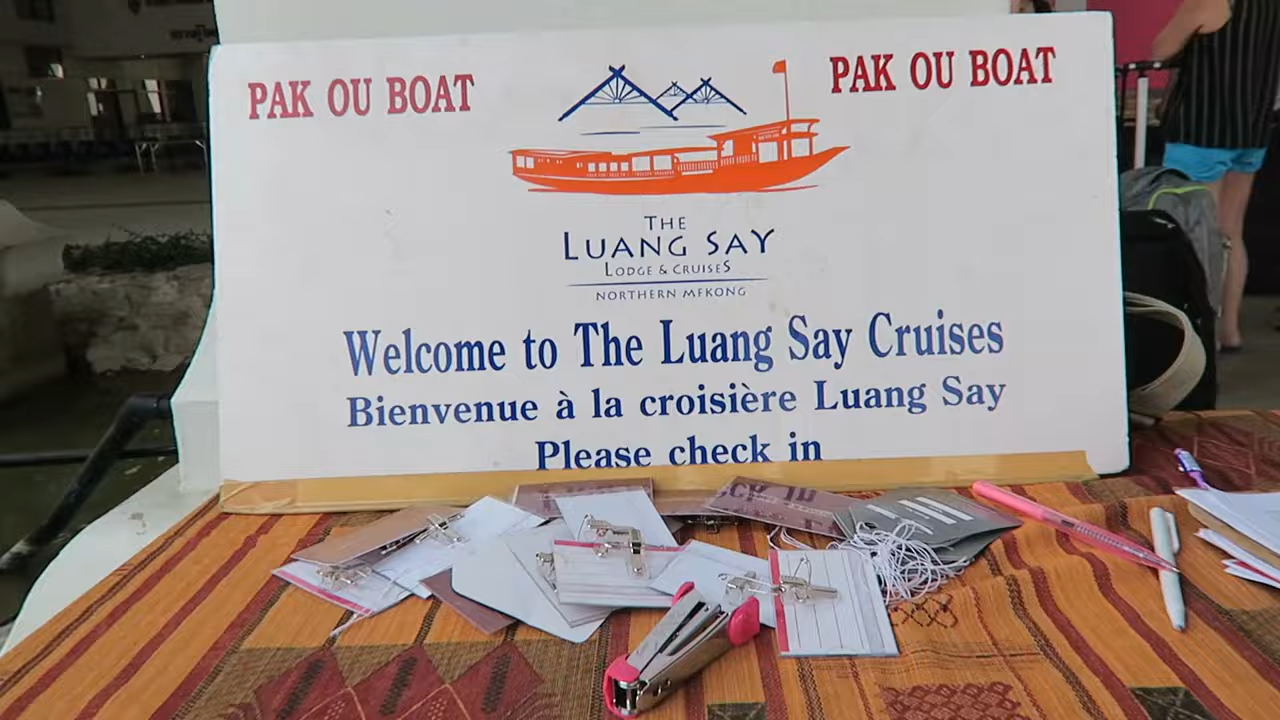 PAK OU BOAT
PAK OU BOAT
THE
LUANG SAY
LODGE & CRUISES
NORTHERN MEKONG
Welcome to The Luang Say Cruises
Bienvenue à la croisière Luang Say
Please check in